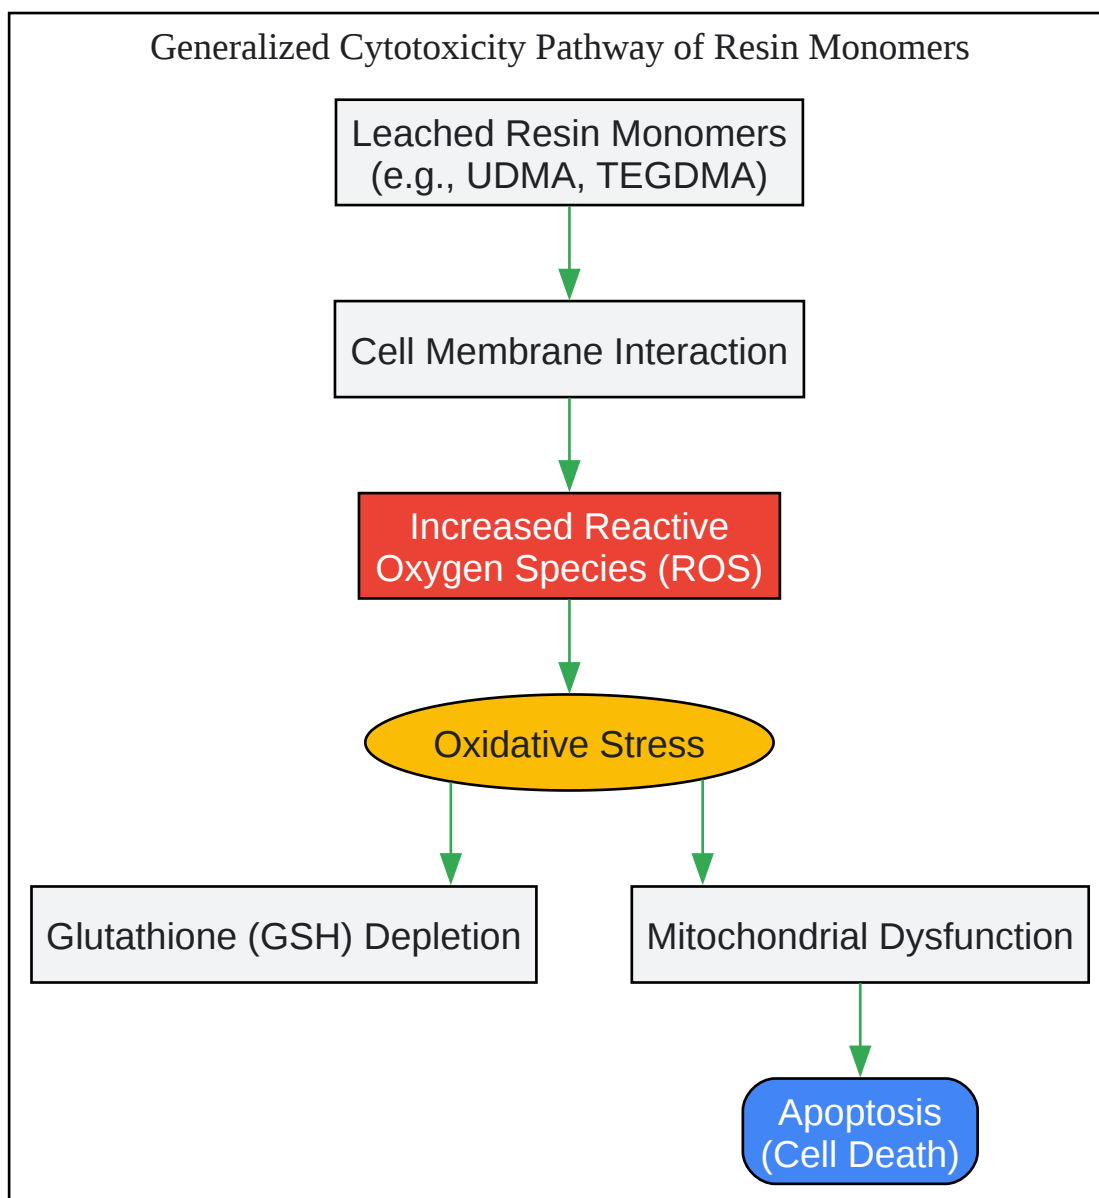 Generalized Cytotoxicity Pathway of Resin Monomers
Leached Resin Monomers
(e.g., UDMA, TEGDMA)
Cell Membrane Interaction
Increased Reactive
Oxygen Species (ROS)
Oxidative Stress
Glutathione (GSH) Depletion
Mitochondrial Dysfunction
Apoptosis
(Cell Death)